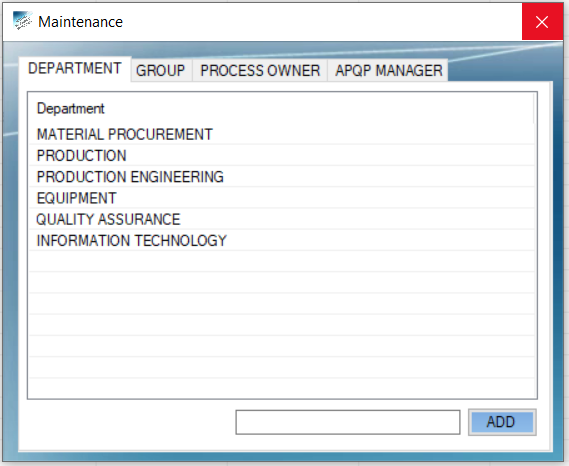 Maintenance
DEPARTMENT GROUP PROCESS OWNER APQP MANAGER
Department
MATERIAL PROCUREMENT
PRODUCTION
PRODUCTION ENGINEERING
EQUIPMENT
QUALITY ASSURANCE
INFORMATION TECHNOLOGY
ADD